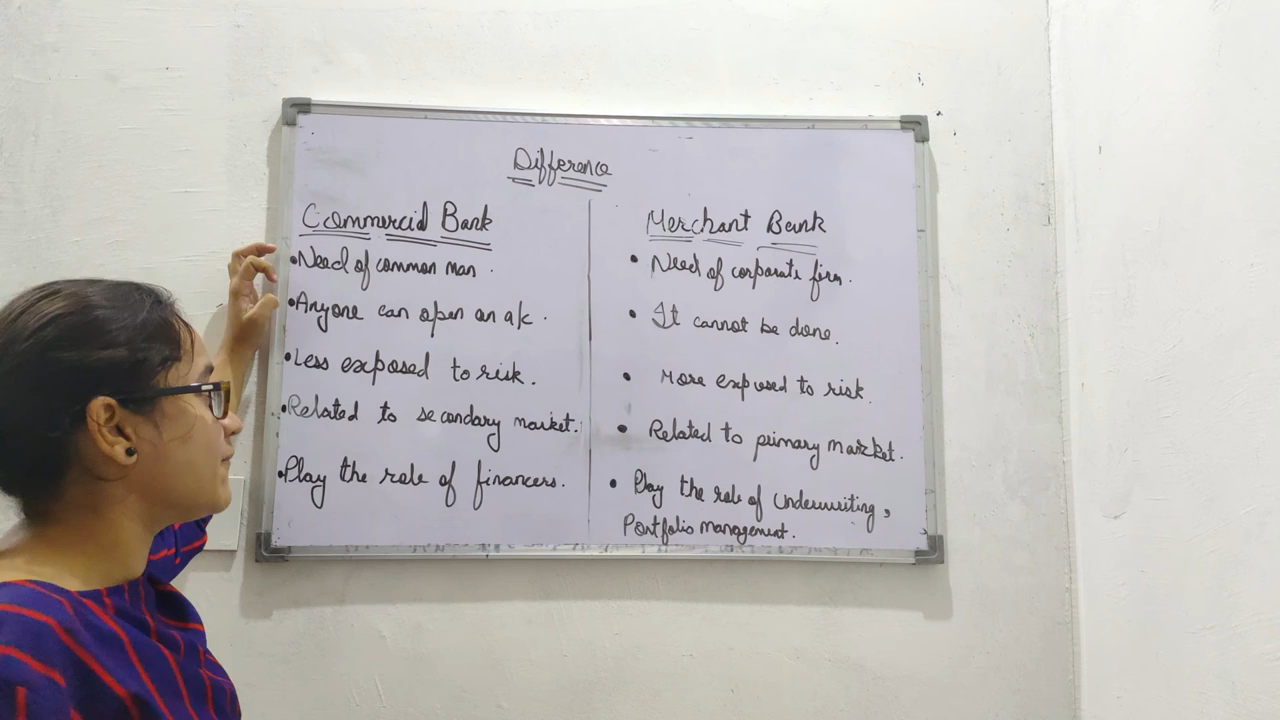 Difference
Commercial Bank
• Need of common man.
• Anyone can open an a/c.
• Less exposed to risk.
• Related to secondary market.
• Play the role of financers.
Merchant Bank
• Need of corporate firm.
• It cannot be done.
• More exposed to risk.
• Related to primary market.
• Play the role of underwriting,
Portfolio management.